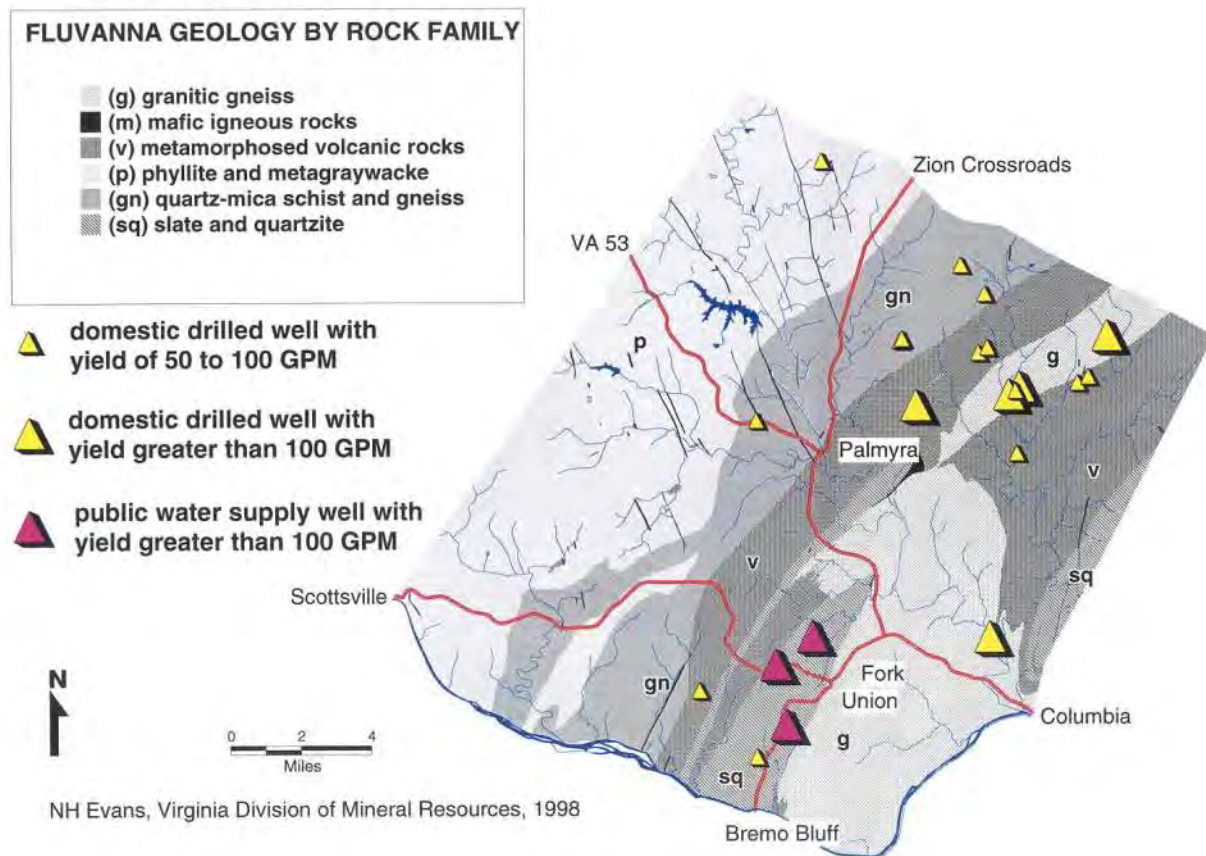 FLUVANNA GEOLOGY BY ROCK FAMILY
(g) granitic gneiss
(m) mafic igneous rocks
(v) metamorphosed volcanic rocks
(p) phyllite and metagraywacke
(gn) quartz-mica schist and gneiss
(sq) slate and quartzite
domestic drilled well with
yield of 50 to 100 GPM
domestic drilled well with
yield greater than 100 GPM
public water supply well with
yield greater than 100 GPM
Zion Crossroads
VA 53
gn
p
g
Palmyra
v
v
sq
Scottsville
gn
Fork
Union
Columbia
g
sq
Bremo Bluff
N
0 2 4
Miles
NH Evans, Virginia Division of Mineral Resources, 1998